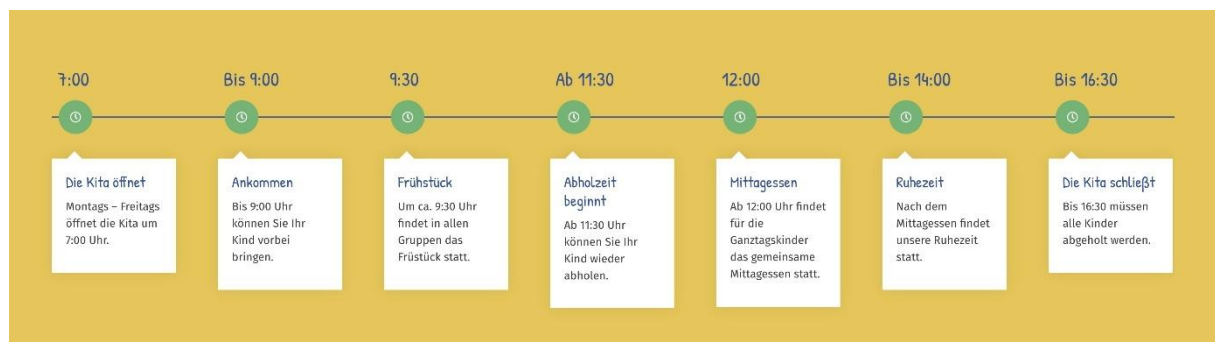 7:00
Die Kita öffnet
Montags – Freitags
öffnet die Kita um
7:00 Uhr.
Bis 9:00
Ankommen
Bis 9:00 Uhr
können Sie Ihr
Kind vorbei
bringen.
9:30
Frühstück
Um ca. 9:30 Uhr
findet in allen
Gruppen das
Früstück statt.
Ab 11:30
Abholzeit
beginnt
Ab 11:30 Uhr
können Sie Ihr
Kind wieder
abholen.
12:00
Mittagessen
Ab 12:00 Uhr findet
für die
Ganztagskinder
das gemeinsame
Mittagessen statt.
Bis 14:00
Ruhezeit
Nach dem
Mittagessen findet
unsere Ruhezeit
statt.
Bis 16:30
Die Kita schließt
Bis 16:30 müssen
alle Kinder
abgeholt werden.